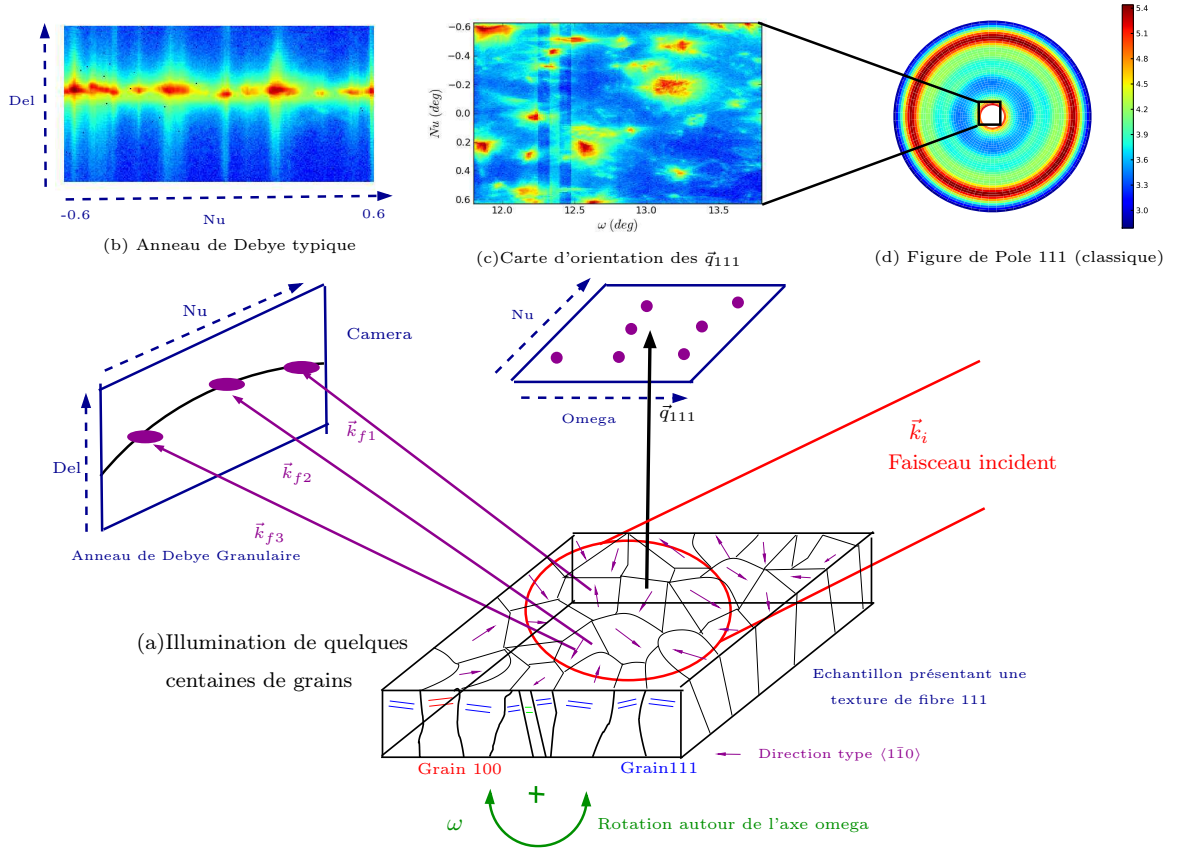 Del
-0.6
Nu
0.6
(b) Anneau de Debye typique
Nu (deg)
−0.6
−0.4
−0.2
0.0
0.2
0.4
0.6
12.0
12.5
13.0
13.5
ω (deg)
(c)Carte d'orientation des q⃗111
5.4
5.1
4.8
4.5
4.2
3.9
3.6
3.3
3.0
(d) Figure de Pole 111 (classique)
Nu
Camera
Del
Anneau de Debye Granulaire
k⃗f1
k⃗f2
k⃗f3
Nu
Omega
q⃗111
k⃗i
Faisceau incident
(a)Illumination de quelques
centaines de grains
Echantillon présentant une
texture de fibre 111
Direction type ⟨11̄0⟩
Grain 100
Grain111
+
ω
Rotation autour de l'axe omega